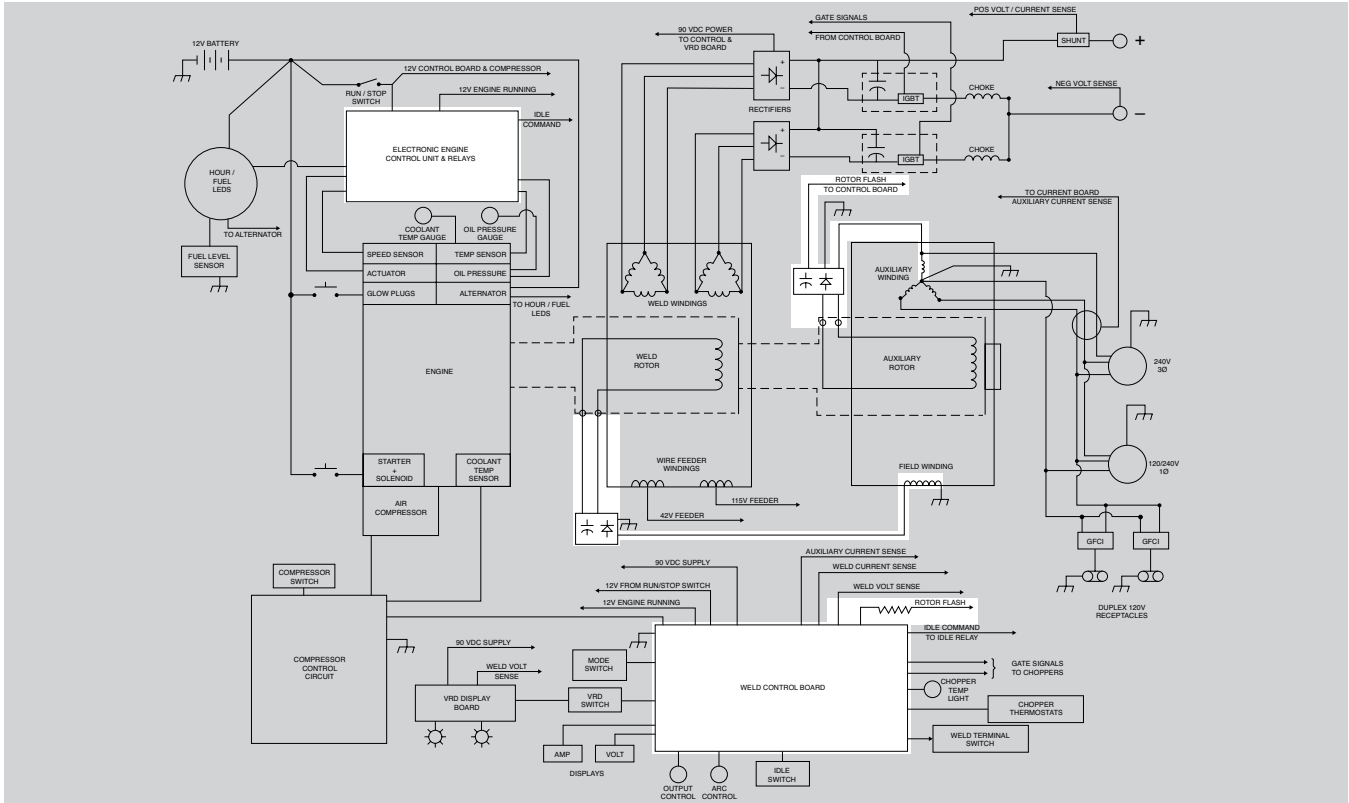 POS VOLT / CURRENT SENSE
GATE SIGNALS
FROM CONTROL BOARD
90 VDC POWER
TO CONTROL &
VRD BOARD
SHUNT
+
12V BATTERY
12V CONTROL BOARD & COMPRESSOR
RUN / STOP
SWITCH
12V ENGINE RUNNING
IDLE
COMMAND
+
−
RECTIFIERS
IGBT
CHOKE
NEG VOLT SENSE
−
+
−
IGBT
CHOKE
ELECTRONIC ENGINE
CONTROL UNIT & RELAYS
HOUR /
FUEL
LEDS
TO ALTERNATOR
FUEL LEVEL
SENSOR
COOLANT
TEMP GAUGE
OIL PRESSURE
GAUGE
ROTOR FLASH
TO CONTROL BOARD
TO CURRENT BOARD
AUXILIARY CURRENT SENSE
SPEED SENSOR
TEMP SENSOR
ACTUATOR
OIL PRESSURE
GLOW PLUGS
ALTERNATOR
TO HOUR / FUEL
LEDS
WELD WINDINGS
AUXILIARY
WINDING
ENGINE
WELD
ROTOR
AUXILIARY
ROTOR
240V
3Ø
STARTER
+
SOLENOID
COOLANT
TEMP
SENSOR
WIRE FEEDER
WINDINGS
FIELD WINDING
120/240V
1Ø
AIR
COMPRESSOR
115V FEEDER
42V FEEDER
GFCI
GFCI
DUPLEX 120V
RECEPTACLES
COMPRESSOR
SWITCH
90 VDC SUPPLY
12V FROM RUN/STOP SWITCH
12V ENGINE RUNNING
AUXILIARY CURRENT SENSE
WELD CURRENT SENSE
WELD VOLT SENSE
ROTOR FLASH
IDLE COMMAND
TO IDLE RELAY
COMPRESSOR
CONTROL
CIRCUIT
90 VDC SUPPLY
WELD VOLT
SENSE
MODE
SWITCH
VRD DISPLAY
BOARD
VRD
SWITCH
WELD CONTROL BOARD
GATE SIGNALS
TO CHOPPERS
CHOPPER
TEMP
LIGHT
CHOPPER
THERMOSTATS
WELD TERMINAL
SWITCH
AMP
VOLT
DISPLAYS
OUTPUT
CONTROL
ARC
CONTROL
IDLE
SWITCH